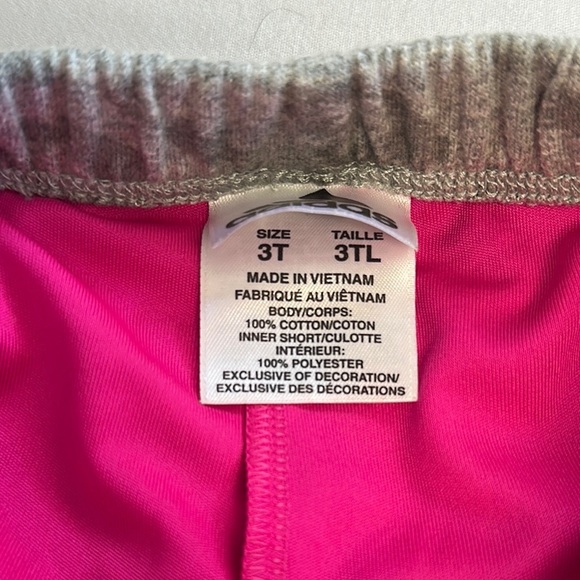 adidas
SIZE TAILLE
3T 3TL
MADE IN VIETNAM
FABRIQUÉ AU VIÊTNAM
BODY/CORPS:
100% COTTON/COTON
INNER SHORT/CULOTTE
INTÉRIEUR:
100% POLYESTER
EXCLUSIVE OF DECORATION/
EXCLUSIVE DES DÉCORATIONS